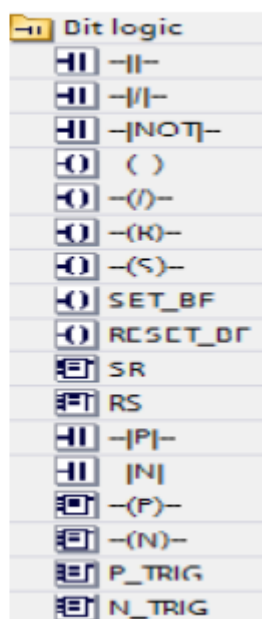 Bit logic
--||--
--|/|--
--|NOT|--
( )
--(/)--
--(R)--
--(S)--
SET_BF
RESET_BF
SR
RS
--|P|--
|N|
--(P)--
--(N)--
P_TRIG
N_TRIG